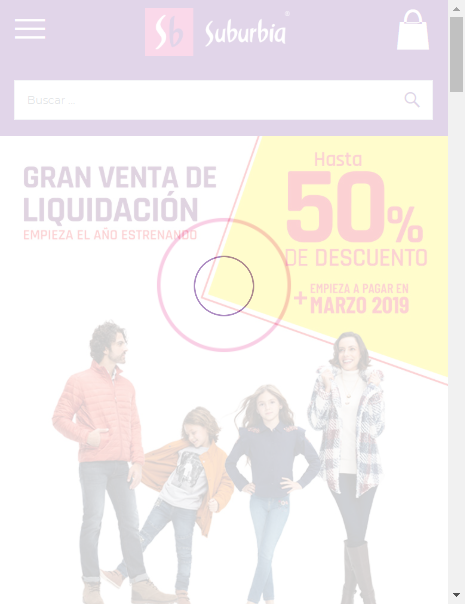 Sb Suburbia®
Buscar ...
GRAN VENTA DE
LIQUIDACIÓN
EMPIEZA EL AÑO ESTRENANDO
Hasta
50%
DE DESCUENTO
+ EMPIEZA A PAGAR EN
MARZO 2019